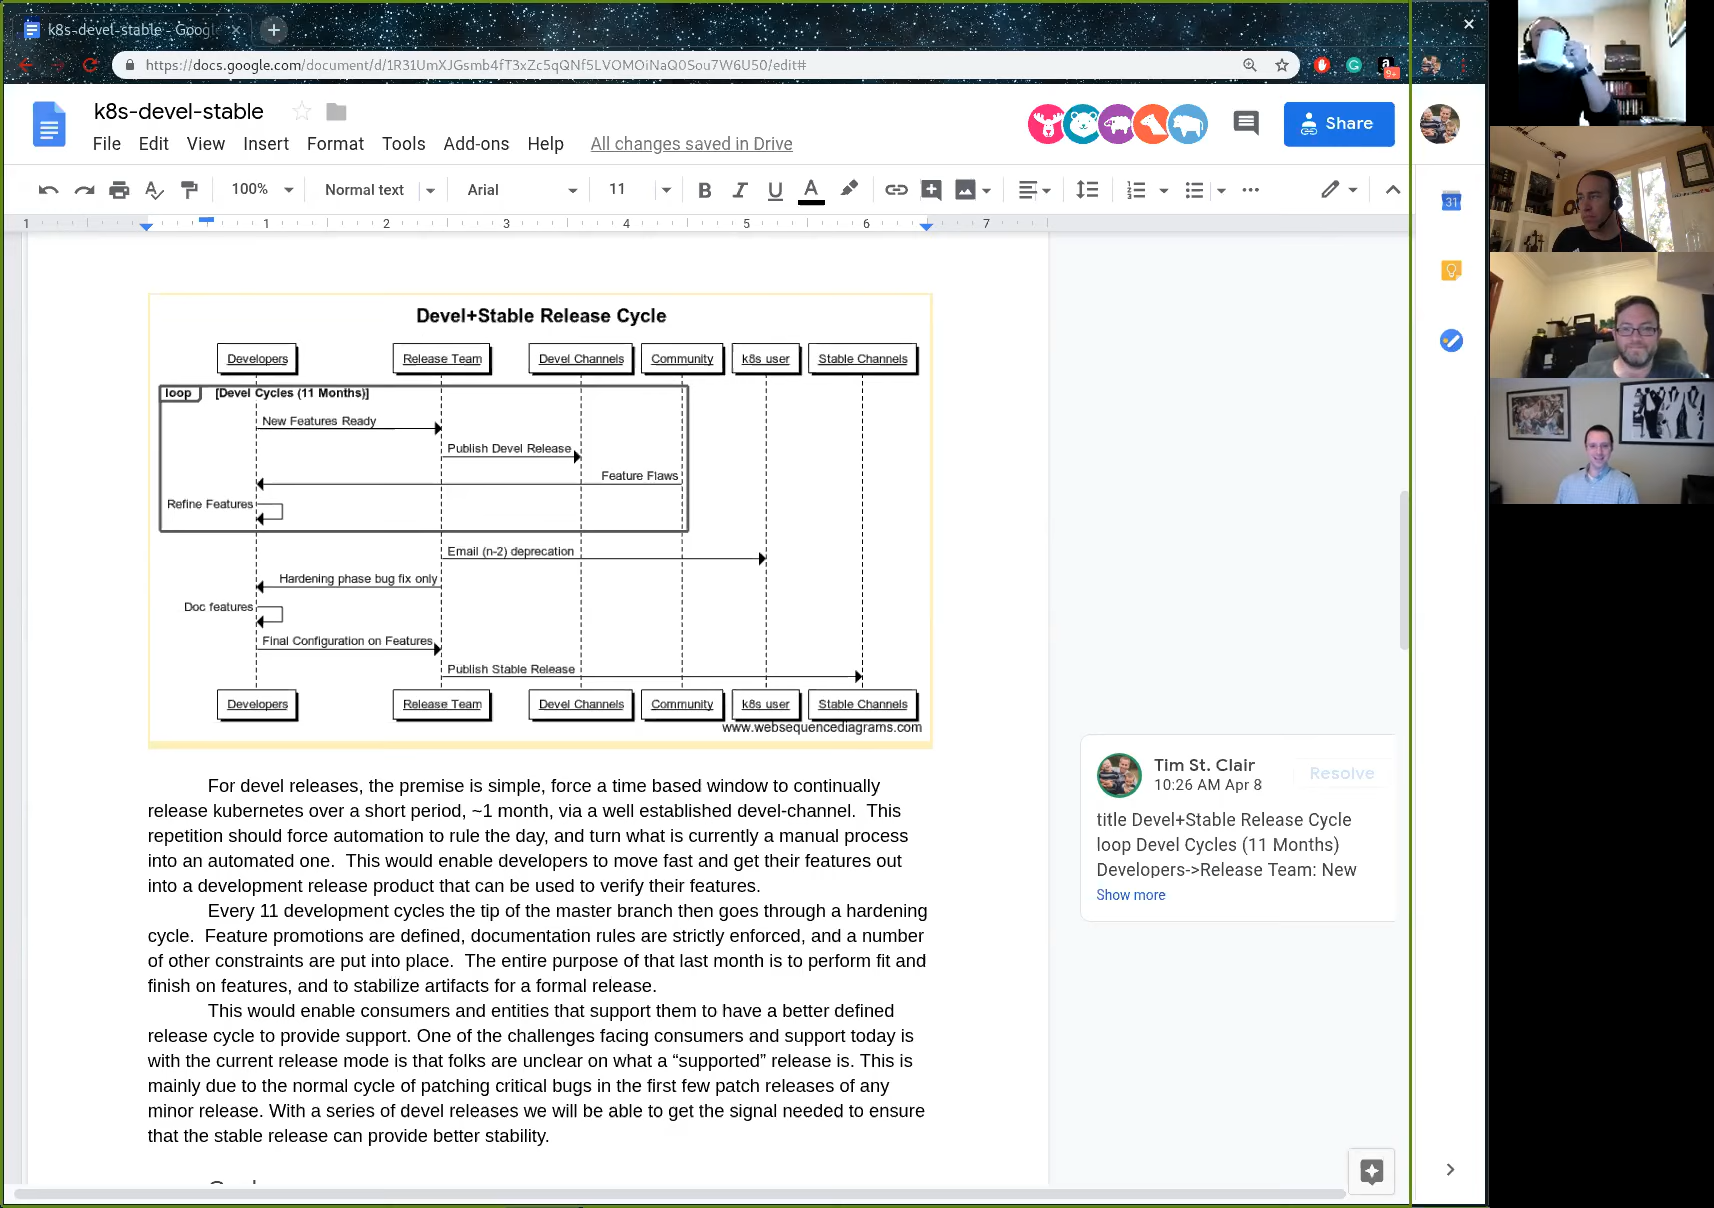 k8s-devel-stable - Google
https://docs.google.com/document/d/1R31UmXJGsmb4fT3xZc5qQNf5LVOMOiNaQ0Sou7W6U50/edit#
9+
k8s-devel-stable
File Edit View Insert Format Tools Add-ons Help All changes saved in Drive
Share
100% Normal text Arial 11 B I U A
31
1 1 2 3 4 5 6 7
Devel+Stable Release Cycle
Developers Release Team Devel Channels Community k8s user Stable Channels
loop [Devel Cycles (11 Months)]
New Features Ready
Publish Devel Release
Feature Flaws
Refine Features
Email (n-2) deprecation
Hardening phase bug fix only
Doc features
Final Configuration on Features
Publish Stable Release
Developers Release Team Devel Channels Community k8s user Stable Channels
www.websequencediagrams.com
For devel releases, the premise is simple, force a time based window to continually
release kubernetes over a short period, ~1 month, via a well established devel-channel.  This
repetition should force automation to rule the day, and turn what is currently a manual process
into an automated one.  This would enable developers to move fast and get their features out
into a development release product that can be used to verify their features.
Every 11 development cycles the tip of the master branch then goes through a hardening
cycle.  Feature promotions are defined, documentation rules are strictly enforced, and a number
of other constraints are put into place.  The entire purpose of that last month is to perform fit and
finish on features, and to stabilize artifacts for a formal release.
This would enable consumers and entities that support them to have a better defined
release cycle to provide support. One of the challenges facing consumers and support today is
with the current release mode is that folks are unclear on what a “supported” release is. This is
mainly due to the normal cycle of patching critical bugs in the first few patch releases of any
minor release. With a series of devel releases we will be able to get the signal needed to ensure
that the stable release can provide better stability.
Tim St. Clair
10:26 AM Apr 8
Resolve
title Devel+Stable Release Cycle
loop Devel Cycles (11 Months)
Developers->Release Team: New
Show more